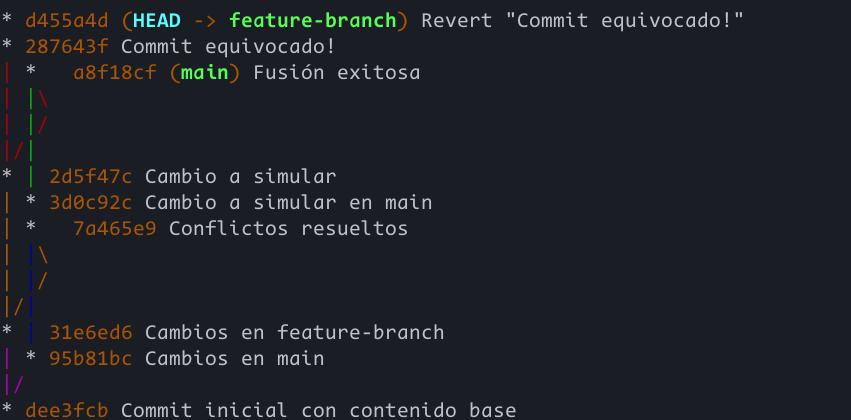 * d455a4d (HEAD -> feature-branch) Revert "Commit equivocado!"
* 287643f Commit equivocado!
| *   a8f18cf (main) Fusión exitosa
| |\
| |/
|/|
* | 2d5f47c Cambio a simular
| * 3d0c92c Cambio a simular en main
| *   7a465e9 Conflictos resueltos
| |\
| |/
|/|
* | 31e6ed6 Cambios en feature-branch
| * 95b81bc Cambios en main
|/
* dee3fcb Commit inicial con contenido base